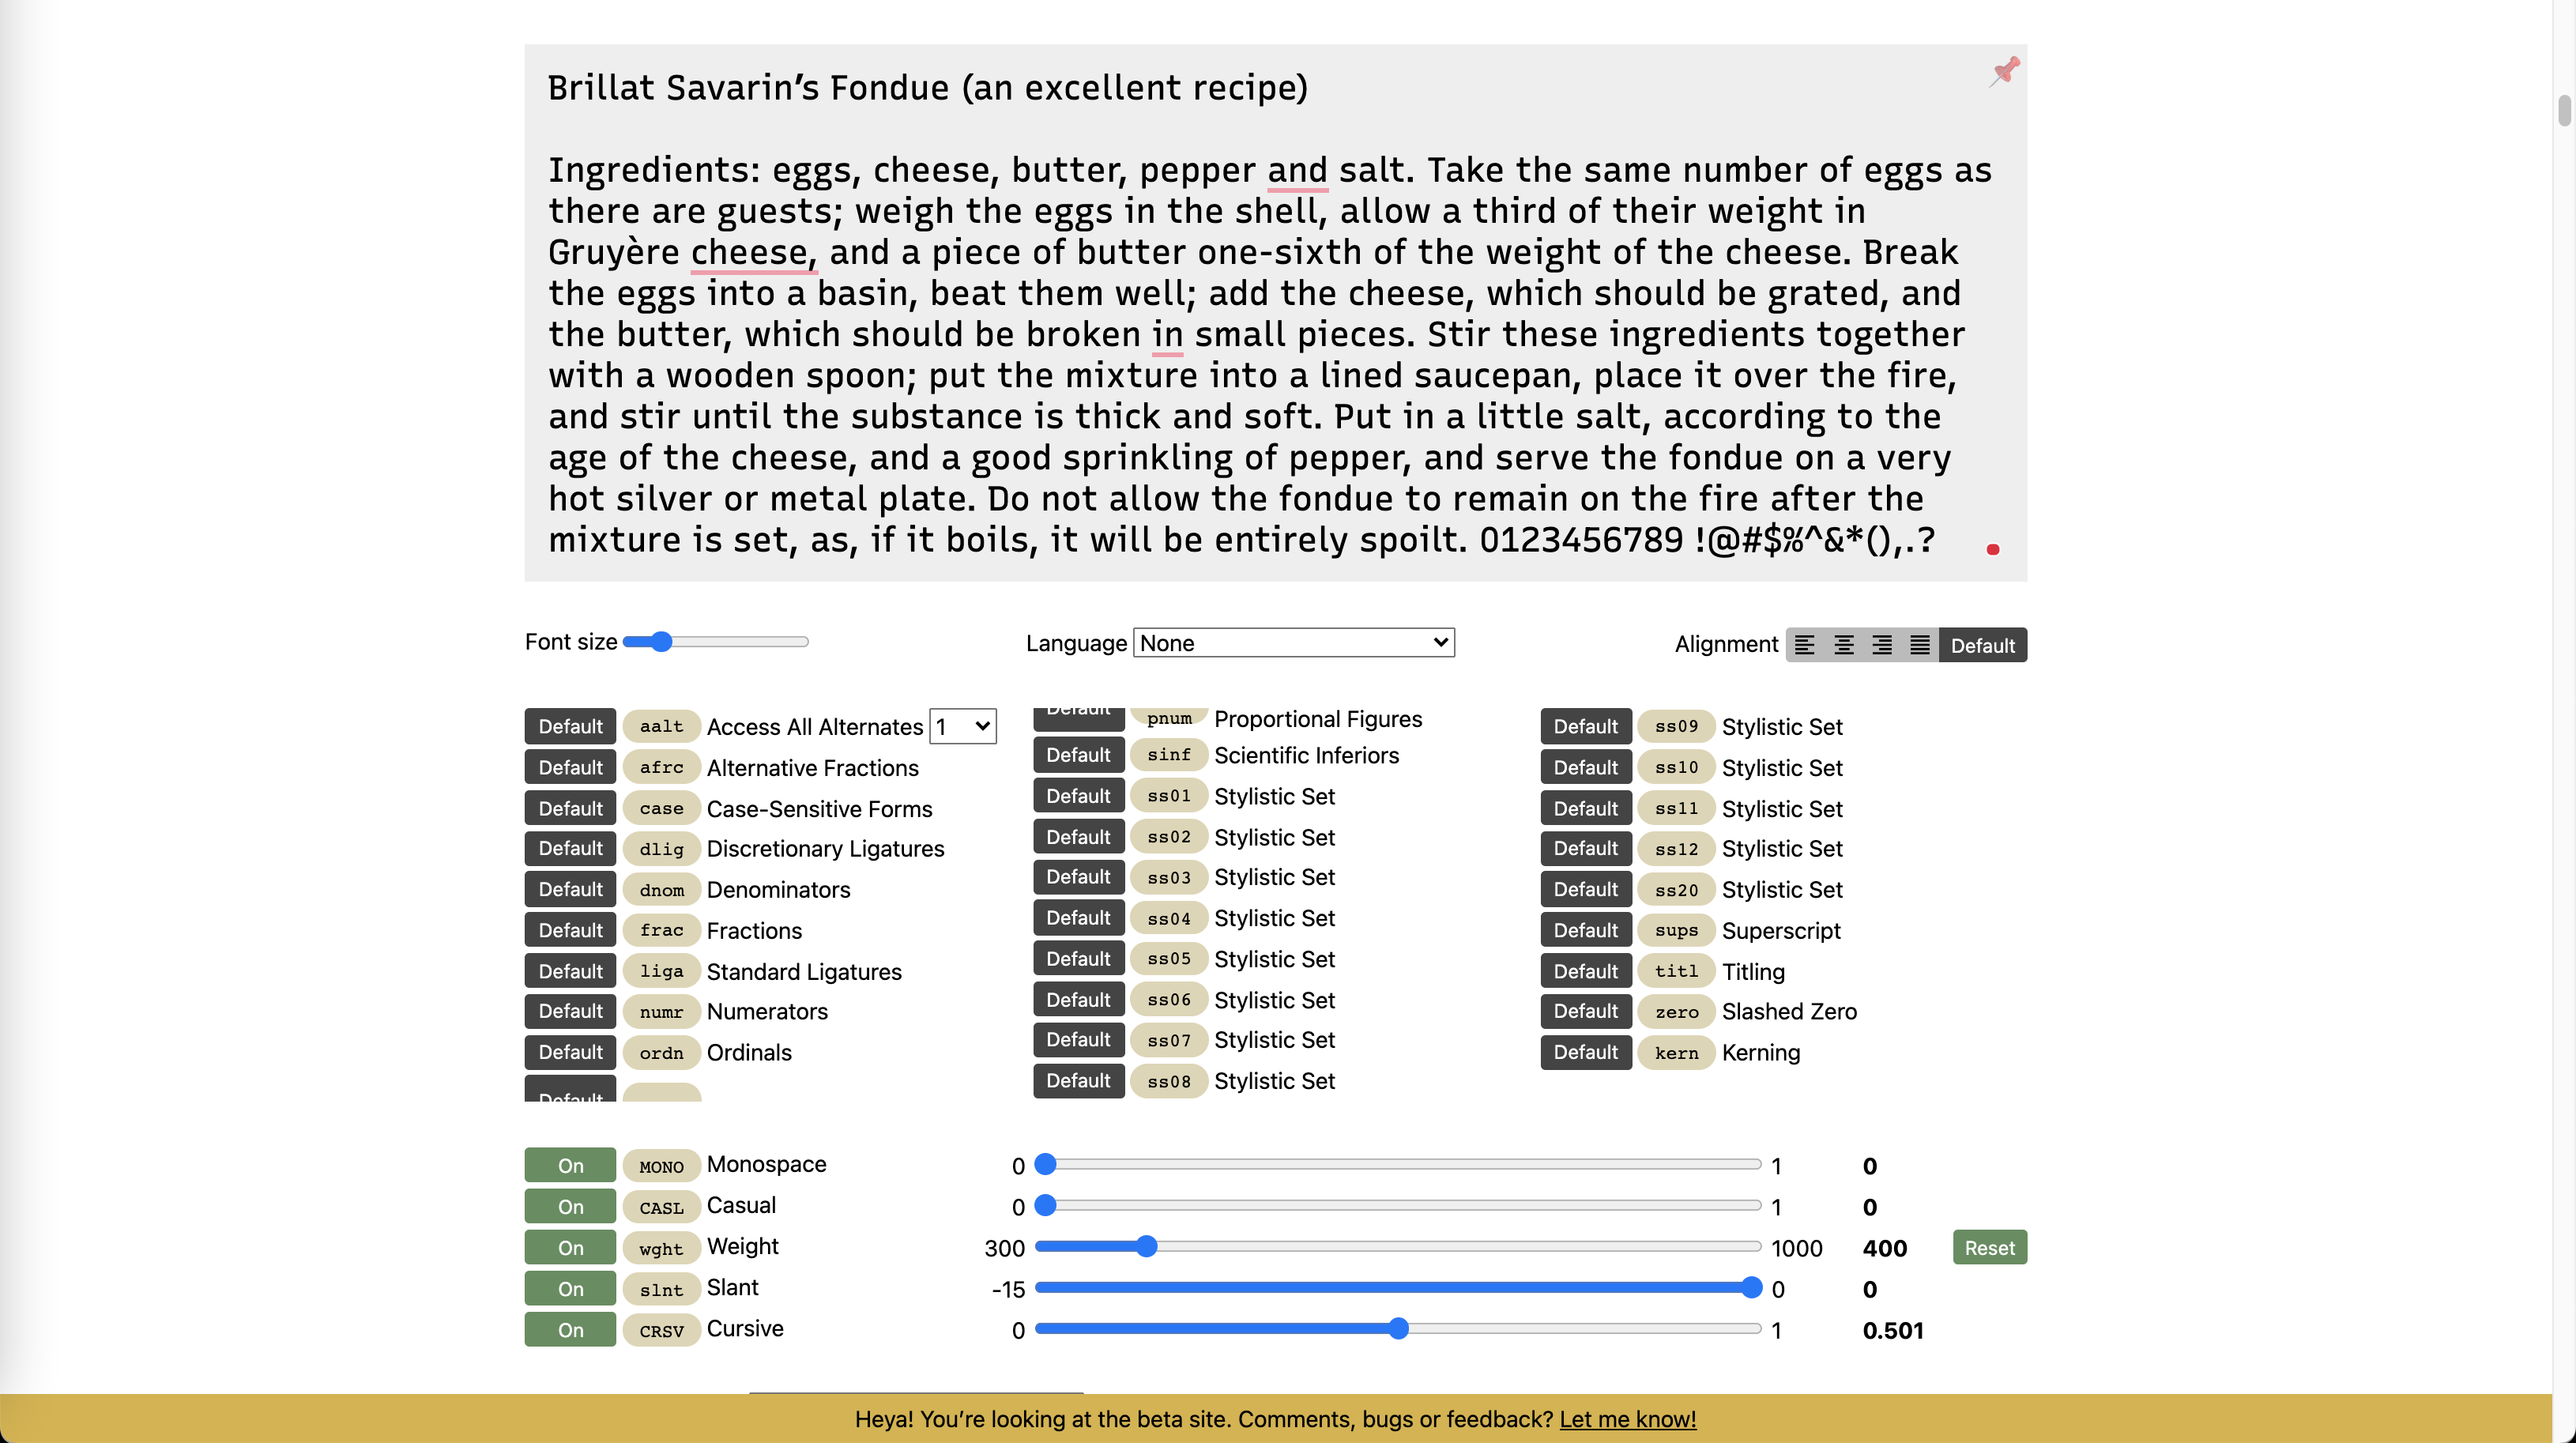 Brillat Savarin’s Fondue (an excellent recipe)
Ingredients: eggs, cheese, butter, pepper and salt. Take the same number of eggs as
there are guests; weigh the eggs in the shell, allow a third of their weight in
Gruyère cheese, and a piece of butter one-sixth of the weight of the cheese. Break
the eggs into a basin, beat them well; add the cheese, which should be grated, and
the butter, which should be broken in small pieces. Stir these ingredients together
with a wooden spoon; put the mixture into a lined saucepan, place it over the fire,
and stir until the substance is thick and soft. Put in a little salt, according to the
age of the cheese, and a good sprinkling of pepper, and serve the fondue on a very
hot silver or metal plate. Do not allow the fondue to remain on the fire after the
mixture is set, as, if it boils, it will be entirely spoilt. 0123456789 !@#$%^&*(),.?
Font size
Language None
Alignment Default
Default aalt Access All Alternates 1
Default afrc Alternative Fractions
Default case Case-Sensitive Forms
Default dlig Discretionary Ligatures
Default dnom Denominators
Default frac Fractions
Default liga Standard Ligatures
Default numr Numerators
Default ordn Ordinals
Default
Default pnum Proportional Figures
Default sinf Scientific Inferiors
Default ss01 Stylistic Set
Default ss02 Stylistic Set
Default ss03 Stylistic Set
Default ss04 Stylistic Set
Default ss05 Stylistic Set
Default ss06 Stylistic Set
Default ss07 Stylistic Set
Default ss08 Stylistic Set
Default ss09 Stylistic Set
Default ss10 Stylistic Set
Default ss11 Stylistic Set
Default ss12 Stylistic Set
Default ss20 Stylistic Set
Default sups Superscript
Default titl Titling
Default zero Slashed Zero
Default kern Kerning
On MONO Monospace 0 1 0
On CASL Casual 0 1 0
On wght Weight 300 1000 400 Reset
On slnt Slant -15 0 0
On CRSV Cursive 0 1 0.501
Heya! You’re looking at the beta site. Comments, bugs or feedback? Let me know!